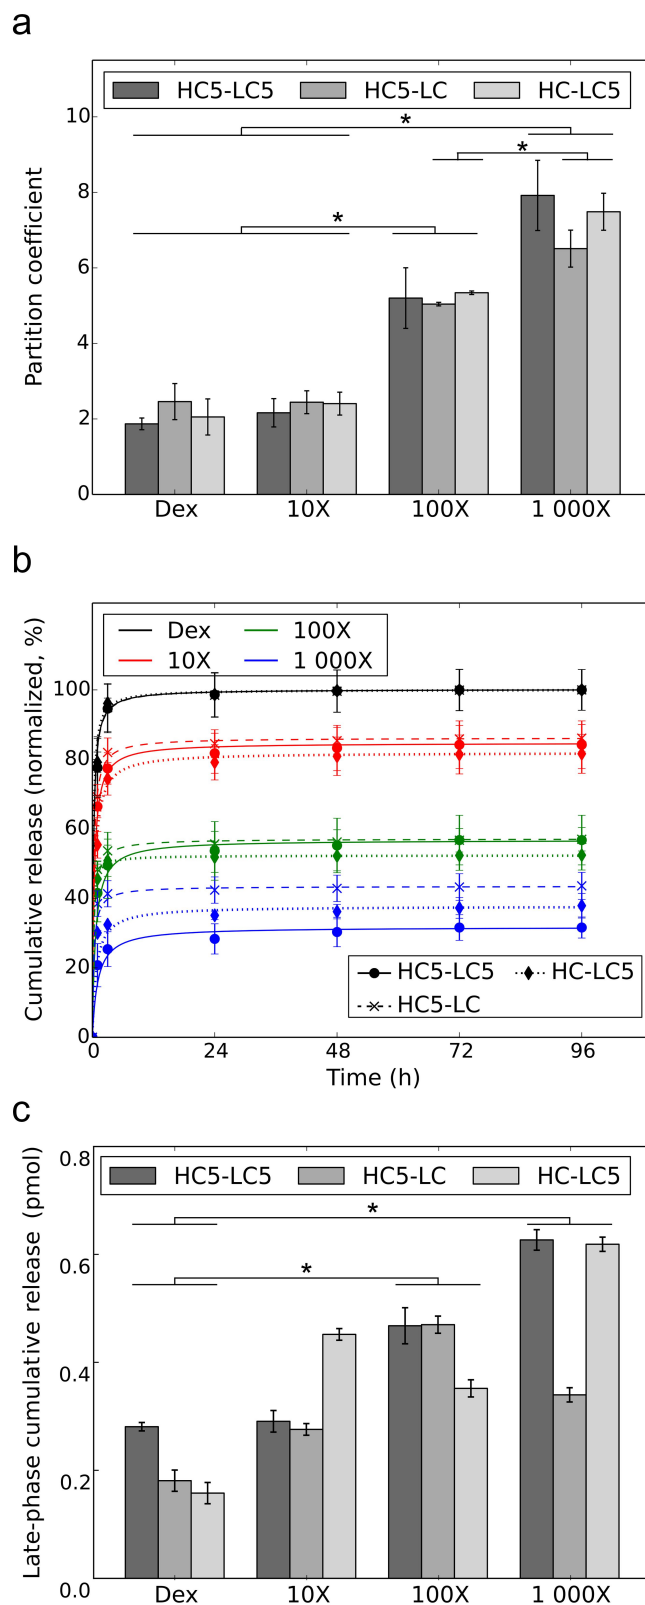 a
HC5-LC5 HC5-LC HC-LC5
10
*
*
8
*
6
4
2
0
Partition coefficient
Dex 10X 100X 1 000X
b
Dex 100X
10X 1 000X
100
80
60
40
20
0
Cumulative release (normalized, %)
HC5-LC5 HC-LC5
HC5-LC
0 24 48 72 96
Time (h)
c
0.8
HC5-LC5 HC5-LC HC-LC5
*
0.6
*
0.4
0.2
0.0
Late-phase cumulative release (pmol)
Dex 10X 100X 1 000X